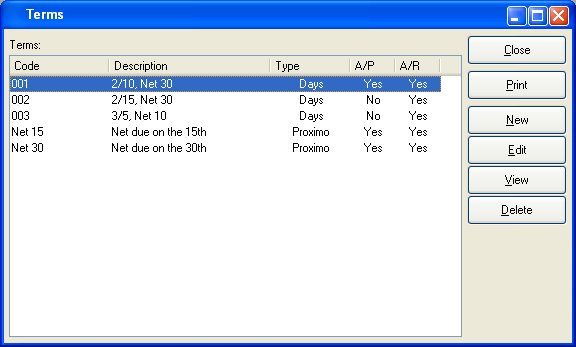 Terms
Terms:
Code Description Type A/P A/R
001 2/10, Net 30 Days Yes Yes
002 2/15, Net 30 Days No Yes
003 3/5, Net 10 Days No Yes
Net 15 Net due on the 15th Proximo Yes Yes
Net 30 Net due on the 30th Proximo Yes Yes
Close
Print
New
Edit
View
Delete